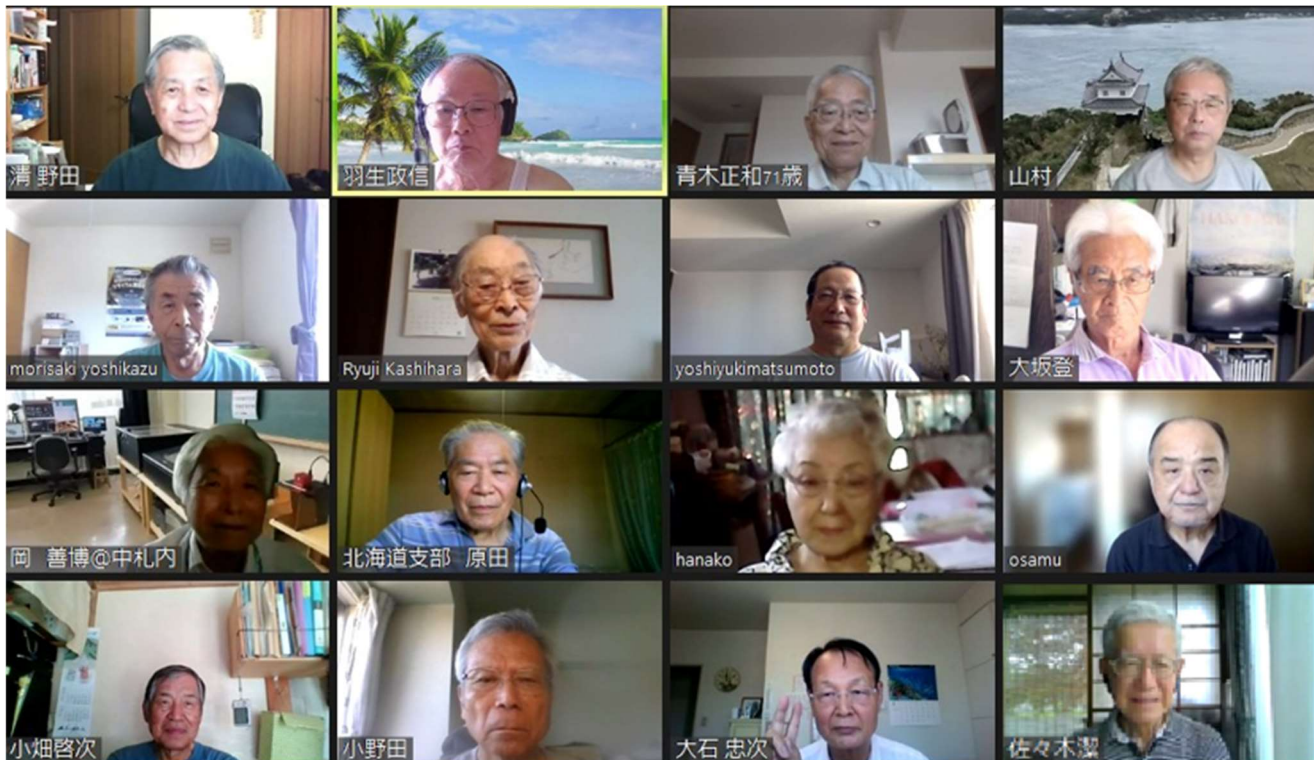 清 野田
羽生政信
青木正和71歳
山村
morisaki yoshikazu
Ryuji Kashihara
yoshiyukimatsumoto
大坂登
岡　善博@中札内
北海道支部　原田
hanako
osamu
小畑啓次
小野田
大石 忠次
佐々木潔